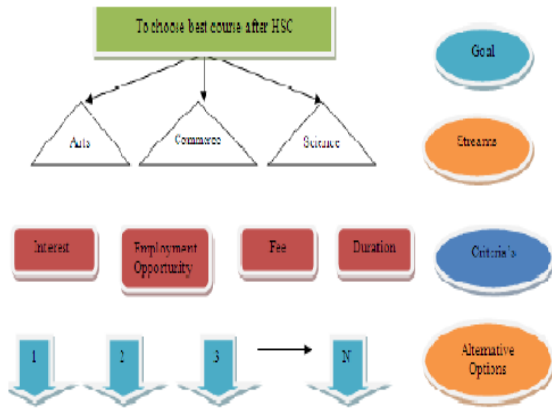 To choose best course after HSC
Goal
Arts
Commerce
Science
Streams
Interest
Employment
Opportunity
Fee
Duration
Criteria's
1
2
3
N
Alternative
Options